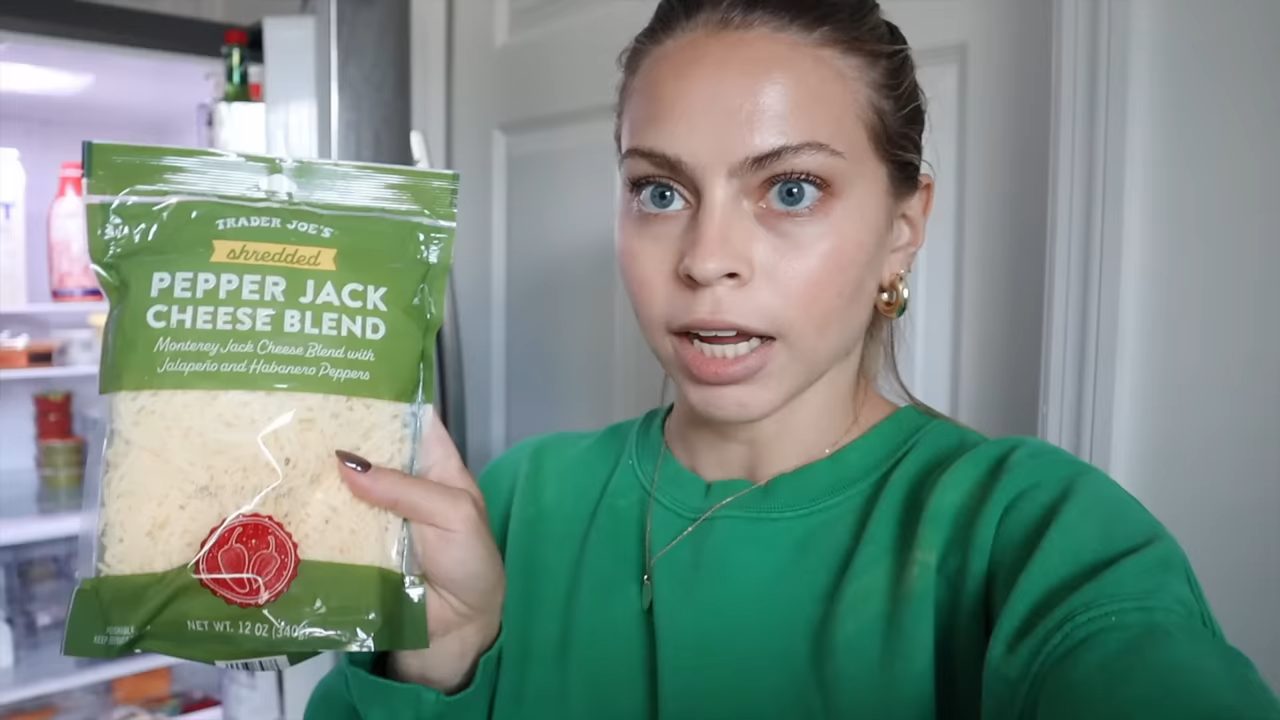 TRADER JOE'S
shredded
PEPPER JACK
CHEESE BLEND
Monterey Jack Cheese Blend with
Jalapeño and Habanero Peppers
NET WT. 12 OZ (340g)